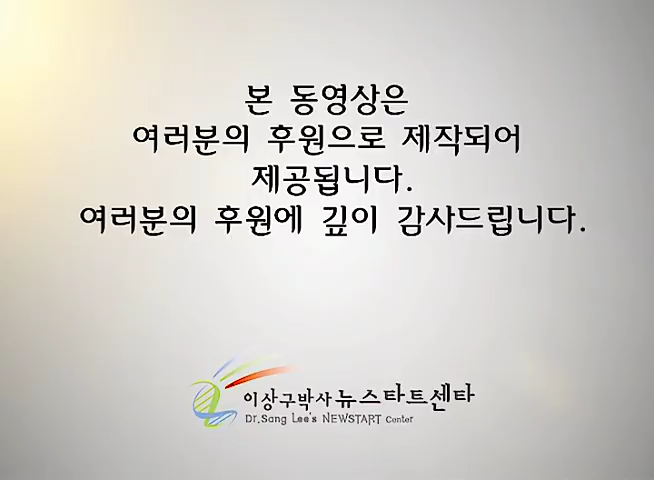 본 동영상은
여러분의 후원으로 제작되어
제공됩니다.
여러분의 후원에 깊이 감사드립니다.
이상구박사 뉴스타트센타
Dr.Sang Lee's NEWSTART Center